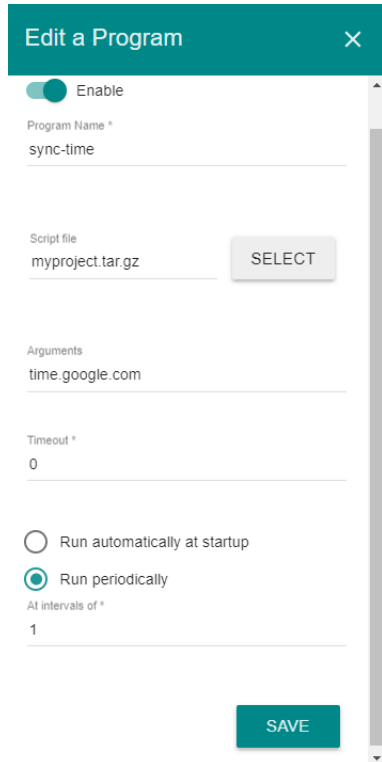 Edit a Program
Enable
Program Name *
sync-time
Script file
myproject.tar.gz
SELECT
Arguments
time.google.com
Timeout *
0
Run automatically at startup
Run periodically
At intervals of *
1
SAVE